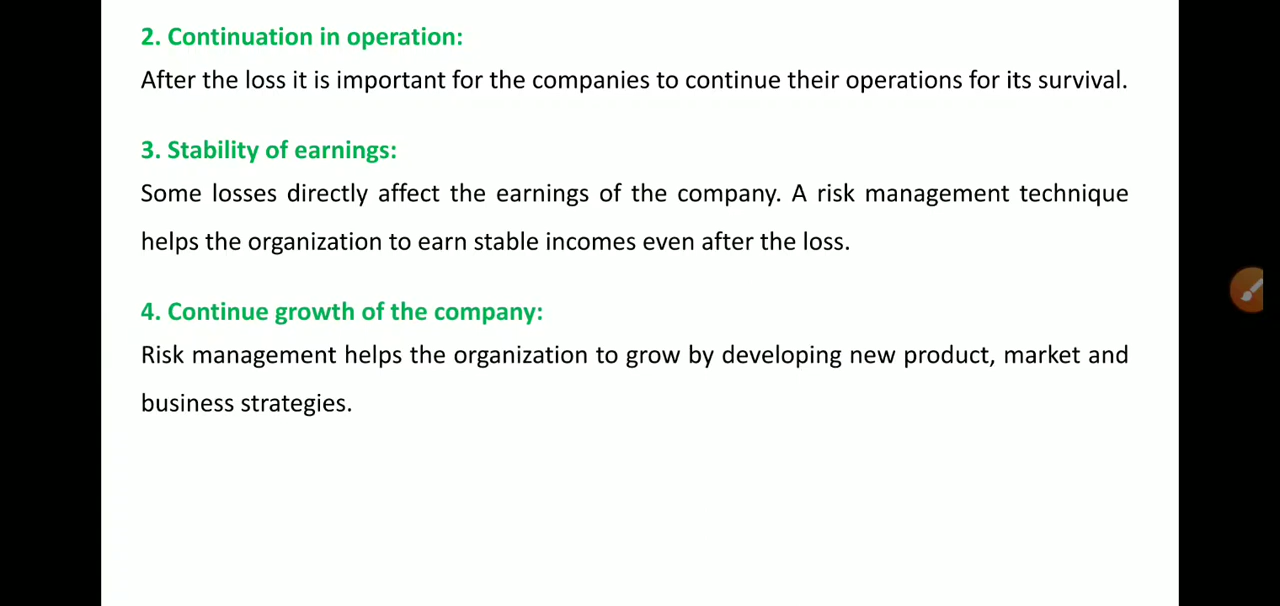 2. Continuation in operation:
After the loss it is important for the companies to continue their operations for its survival.
3. Stability of earnings:
Some losses directly affect the earnings of the company. A risk management technique
helps the organization to earn stable incomes even after the loss.
4. Continue growth of the company:
Risk management helps the organization to grow by developing new product, market and
business strategies.